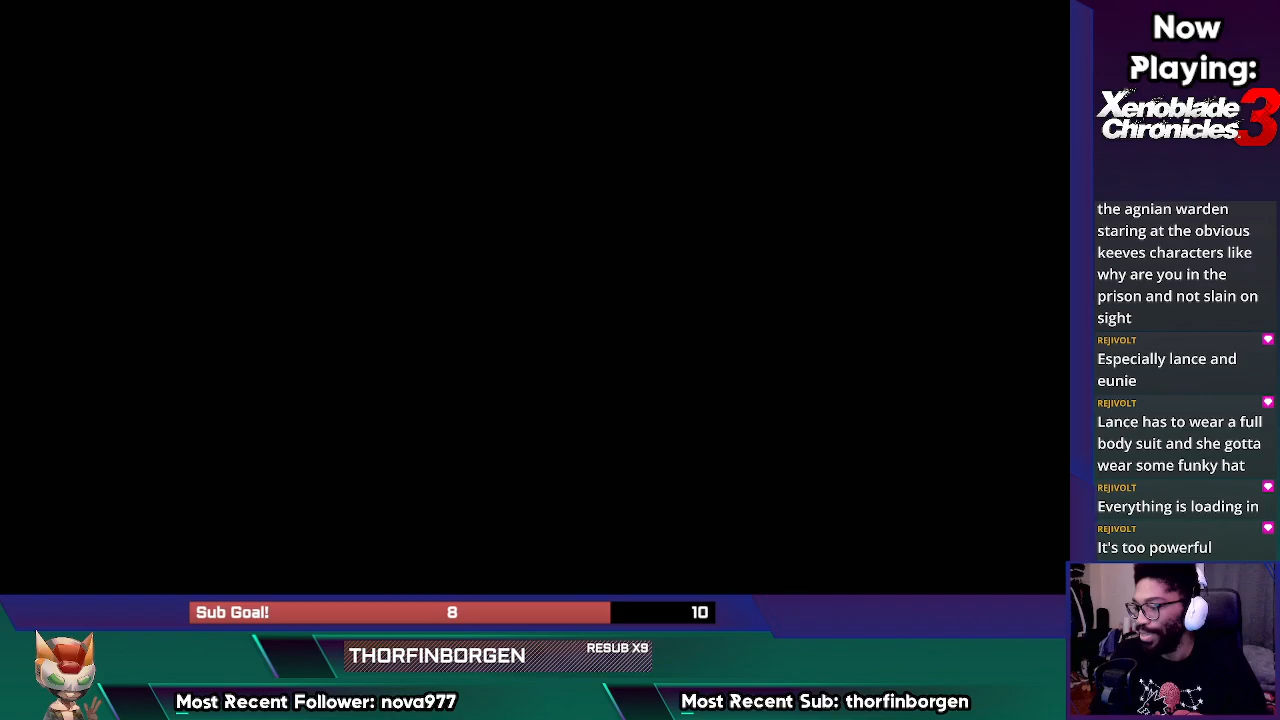 Now
Playing:
Xenoblade
Chronicles 3
the agnian warden
staring at the obvious
keeves characters like
why are you in the
prison and not slain on
sight
REJIVOLT
Especially lance and
eunie
REJIVOLT
Lance has to wear a full
body suit and she gotta
wear some funky hat
REJIVOLT
Everything is loading in
REJIVOLT
It's too powerful
Sub Goal! 8 10
THORFINBORGEN RESUB X9
Most Recent Follower: nova977
Most Recent Sub: thorfinborgen